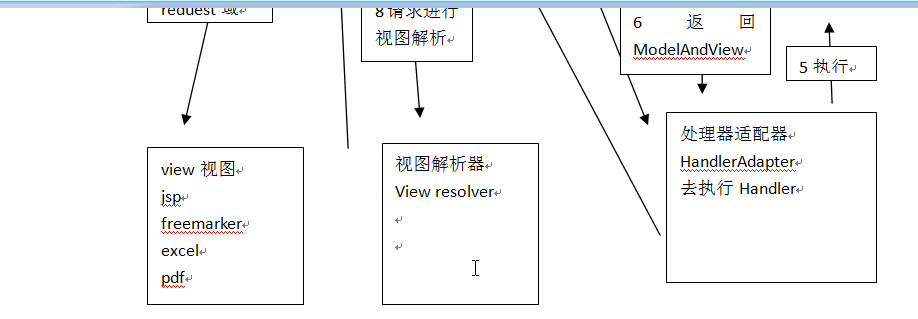 request 域
8 请求进行
视图解析
6 返回
ModelAndView
5 执行
view 视图
jsp
freemarker
excel
pdf
视图解析器
View resolver
处理器适配器
HandlerAdapter
去执行 Handler